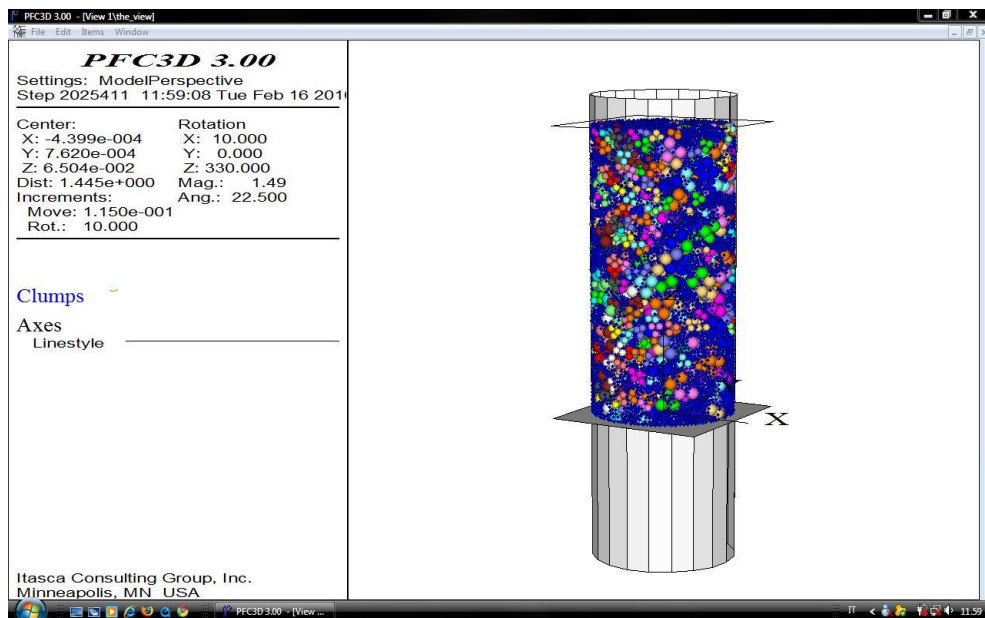 PFC3D 3.00 - [View 1\the_view]
File Edit Items Window
PFC3D 3.00
Settings: ModelPerspective
Step 2025411 11:59:08 Tue Feb 16 201
Center: Rotation
X: -4.399e-004 X: 10.000
Y: 7.620e-004 Y: 0.000
Z: 6.504e-002 Z: 330.000
Dist: 1.445e+000 Mag.: 1.49
Increments: Ang.: 22.500
Move: 1.150e-001
Rot.: 10.000
Clumps
Axes
Linestyle
X
Itasca Consulting Group, Inc.
Minneapolis, MN USA
PFC3D 3.00 - [View ...
IT
11.59